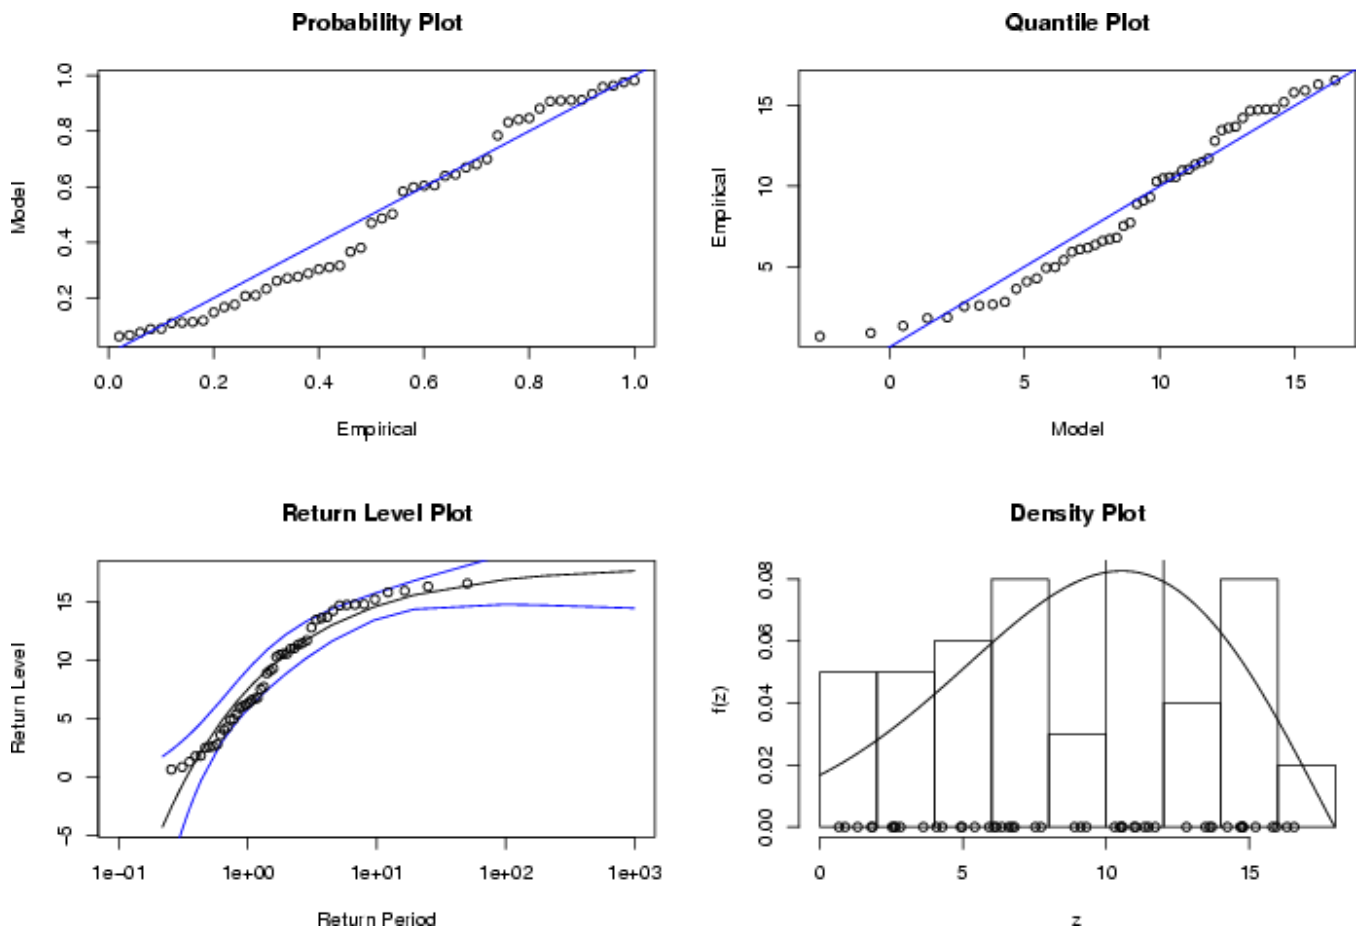 Probability Plot
Model
1.0
0.8
0.6
0.4
0.2
0.0 0.2 0.4 0.6 0.8 1.0
Empirical
Quantile Plot
Empirical
15
10
5
0 5 10 15
Model
Return Level Plot
Return Level
15
10
5
0
-5
1e-01 1e+00 1e+01 1e+02 1e+03
Return Period
Density Plot
f(z)
0.08
0.06
0.04
0.02
0.00
0 5 10 15
z